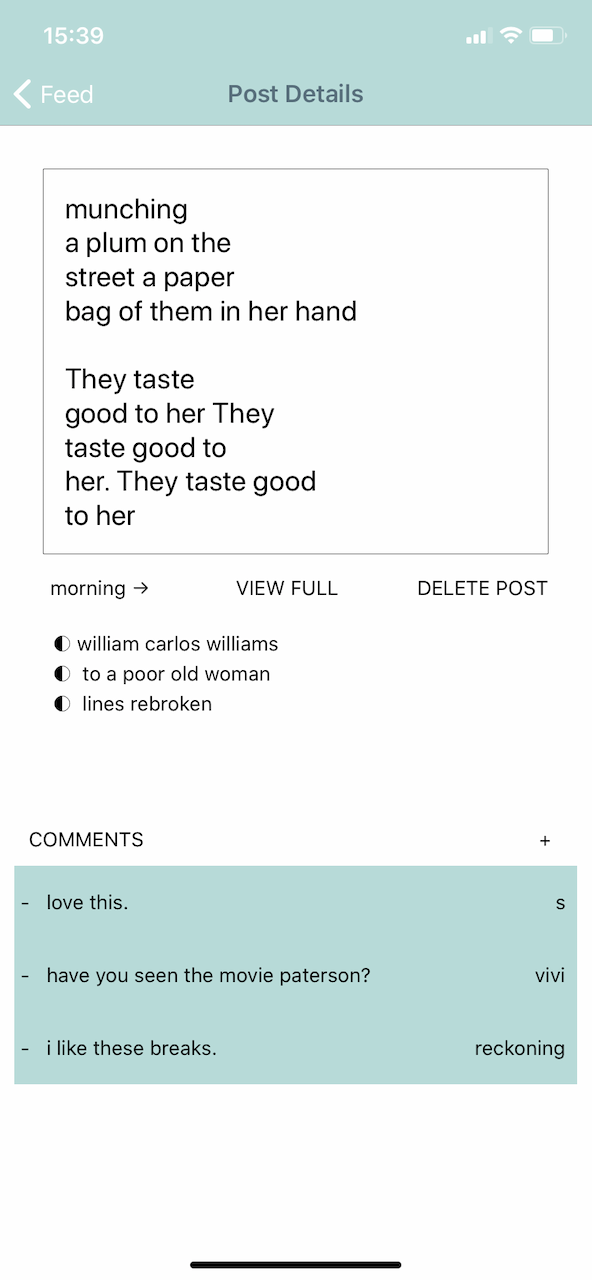 15:39
Feed
Post Details
munching
a plum on the
street a paper
bag of them in her hand
They taste
good to her They
taste good to
her. They taste good
to her
morning →
VIEW FULL
DELETE POST
william carlos williams
to a poor old woman
lines rebroken
COMMENTS
+
- love this.
s
- have you seen the movie paterson?
vivi
- i like these breaks.
reckoning